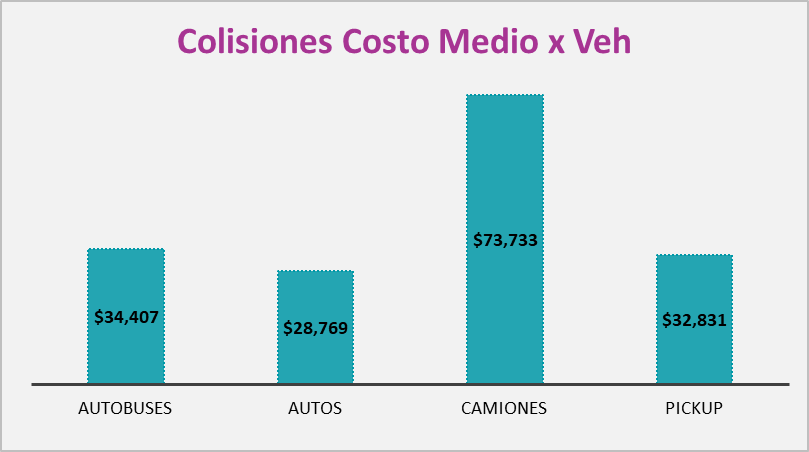 Colisiones Costo Medio x Veh
$73,733
$34,407
$28,769
$32,831
AUTOBUSES
AUTOS
CAMIONES
PICKUP